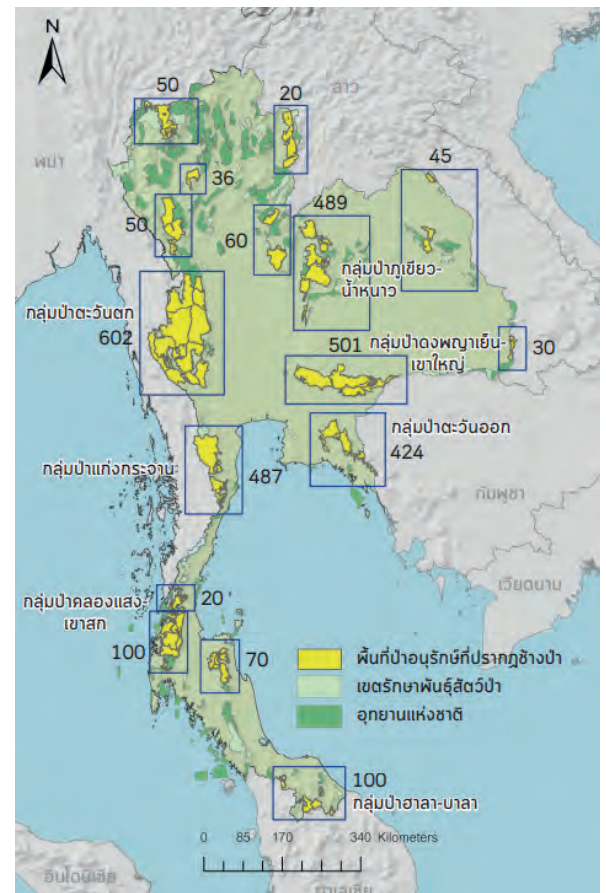 N
50
20
ลาว
พม่า
45
36
489
50
60
กลุ่มป่าภูเขียว-
น้ำหนาว
กลุ่มป่าตะวันตก
602
501
กลุ่มป่าดงพญาเย็น-
เขาใหญ่
30
กลุ่มป่าตะวันออก
424
กลุ่มป่าแก่งกระจาน
487
กัมพูชา
เวียดนาม
กลุ่มป่าคลองแสง-
เขาสก
20
100
70
พื้นที่ป่าอนุรักษ์ที่ปรากฏช้างป่า
เขตรักษาพันธุ์สัตว์ป่า
อุทยานแห่งชาติ
100
กลุ่มป่าฮาลา-บาลา
0 85 170 340 Kilometers
อินโดนีเซีย
มาเลเซีย